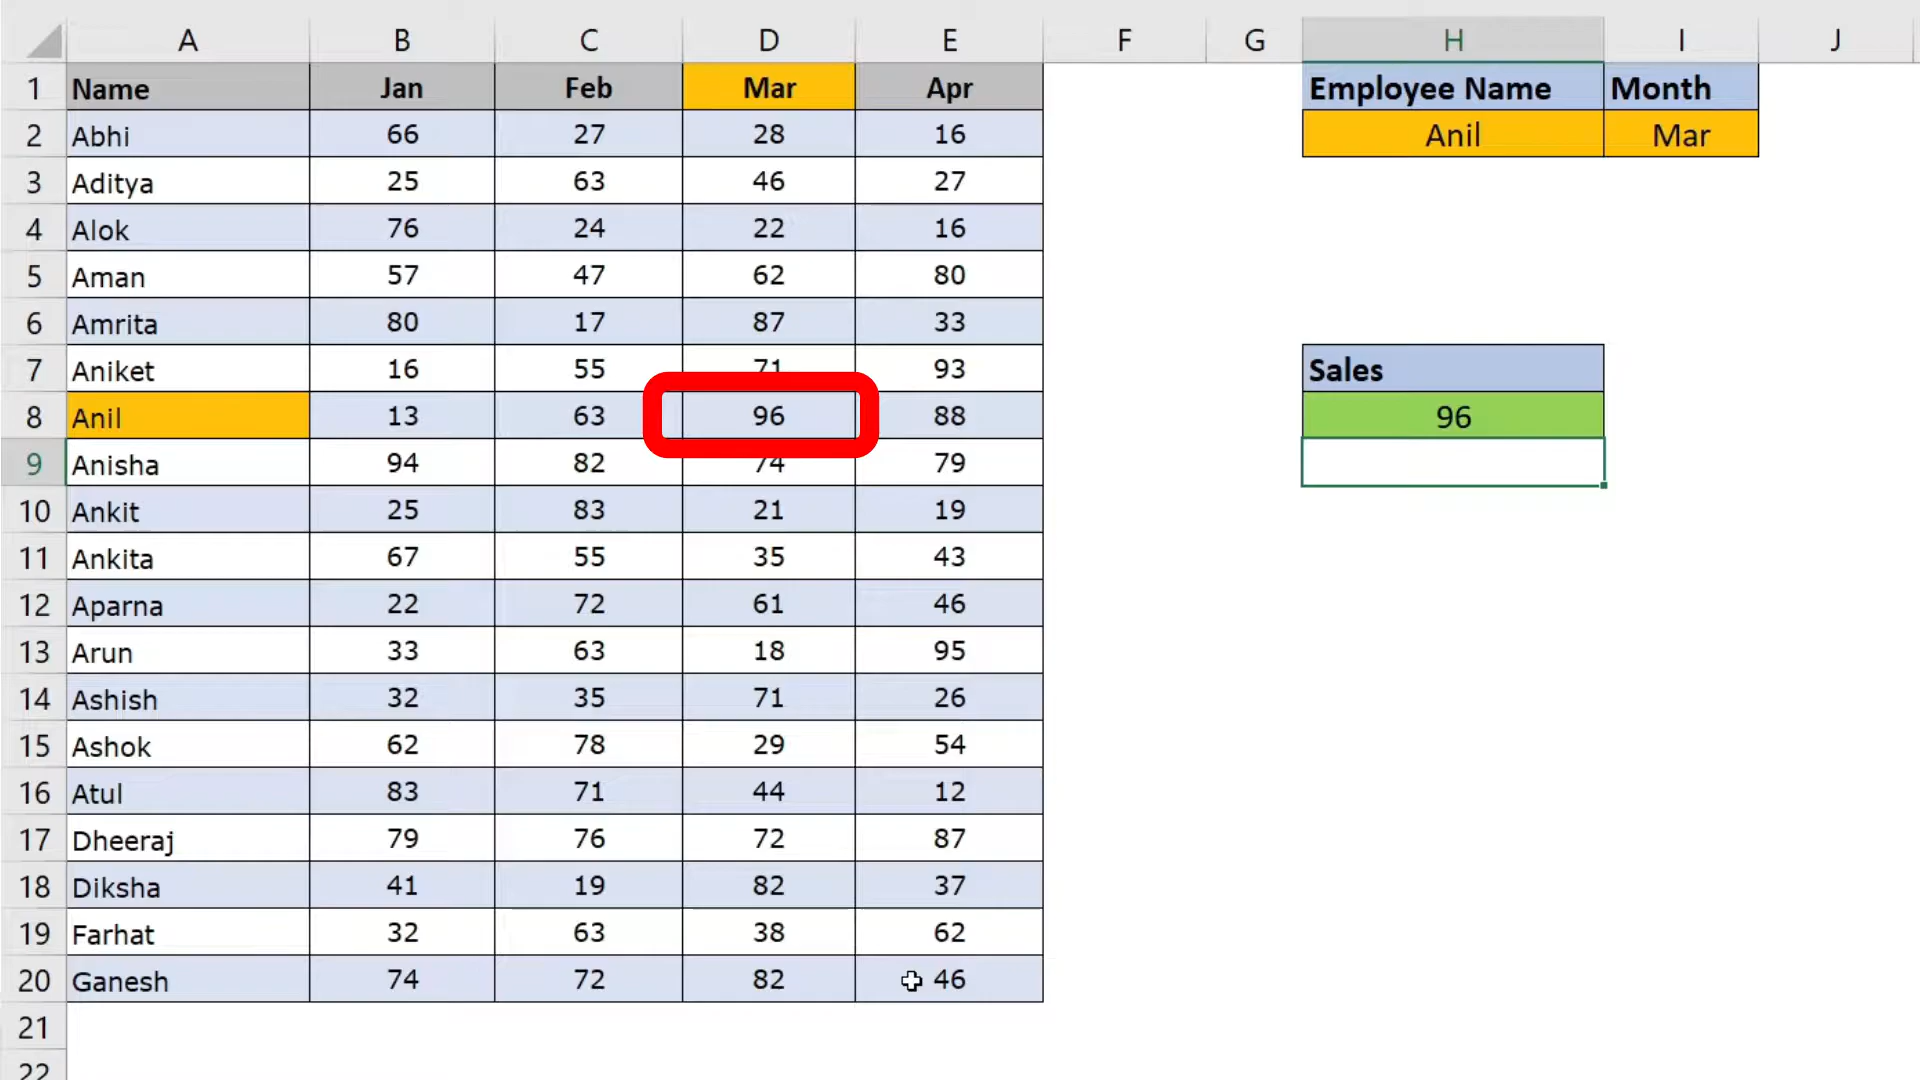 A B C D E F G H I J
1 Name Jan Feb Mar Apr Employee Name Month
2 Abhi 66 27 28 16 Anil Mar
3 Aditya 25 63 46 27
4 Alok 76 24 22 16
5 Aman 57 47 62 80
6 Amrita 80 17 87 33
7 Aniket 16 55 71 93 Sales
8 Anil 13 63 96 88 96
9 Anisha 94 82 74 79
10 Ankit 25 83 21 19
11 Ankita 67 55 35 43
12 Aparna 22 72 61 46
13 Arun 33 63 18 95
14 Ashish 32 35 71 26
15 Ashok 62 78 29 54
16 Atul 83 71 44 12
17 Dheeraj 79 76 72 87
18 Diksha 41 19 82 37
19 Farhat 32 63 38 62
20 Ganesh 74 72 82 46
21
22